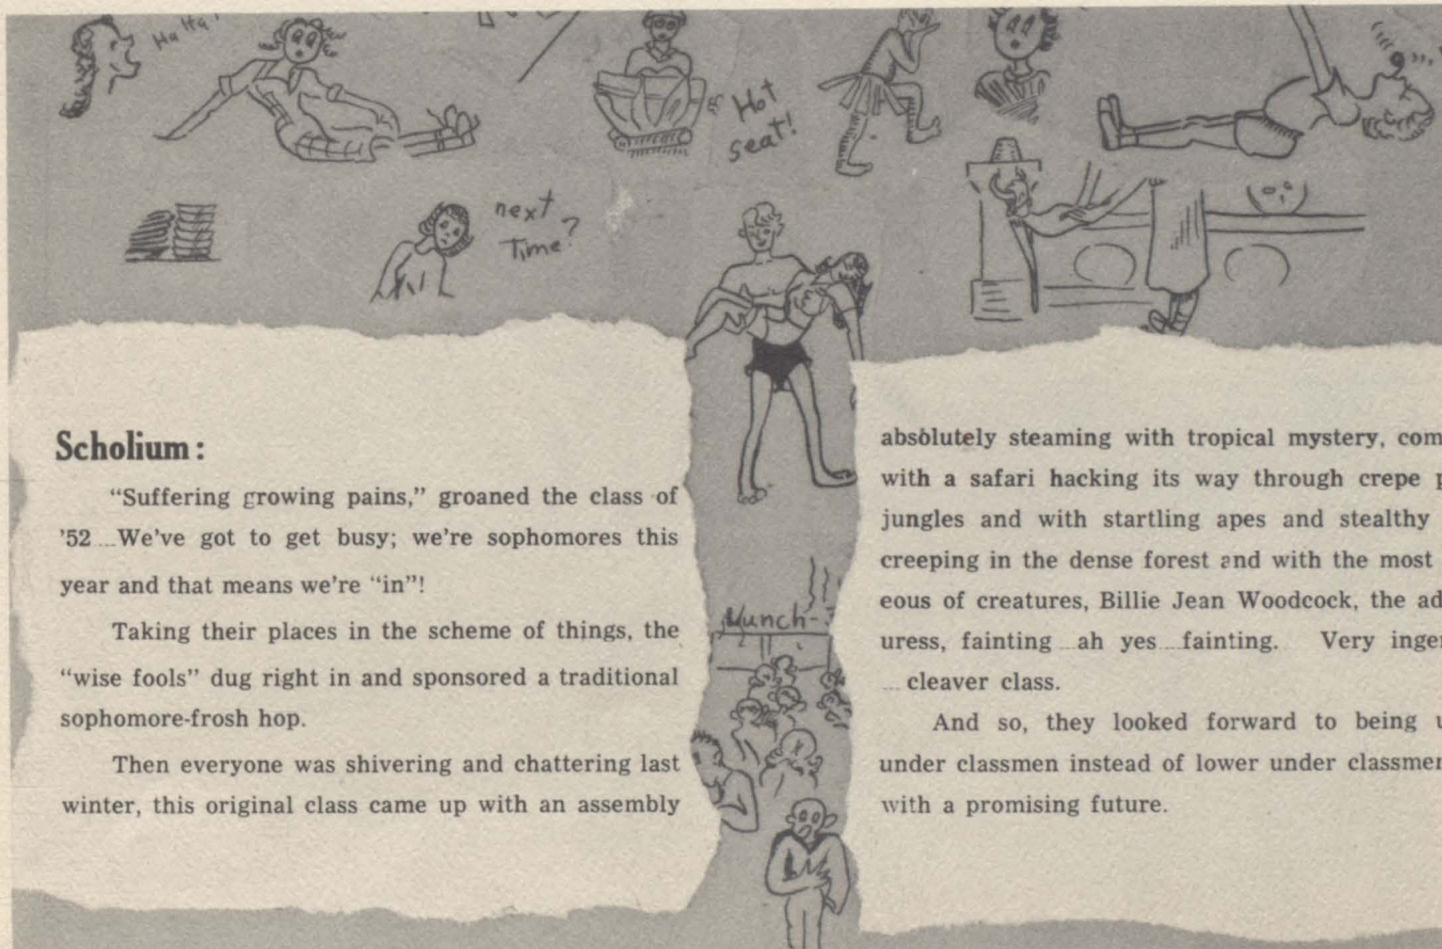 Ha Ha!
Hot
seat!
next
Time?
Scholium:
“Suffering growing pains,” groaned the class of
’52 ... We’ve got to get busy; we’re sophomores this
year and that means we’re “in”!
Taking their places in the scheme of things, the
“wise fools” dug right in and sponsored a traditional
sophomore-frosh hop.
Then everyone was shivering and chattering last
winter, this original class came up with an assembly
Munch-
absolutely steaming with tropical mystery, com
with a safari hacking its way through crepe p
jungles and with startling apes and stealthy
creeping in the dense forest and with the most
eous of creatures, Billie Jean Woodcock, the ad
uress, fainting ... ah yes ... fainting. Very inger
... cleaver class.
And so, they looked forward to being u
under classmen instead of lower under classmen
with a promising future.